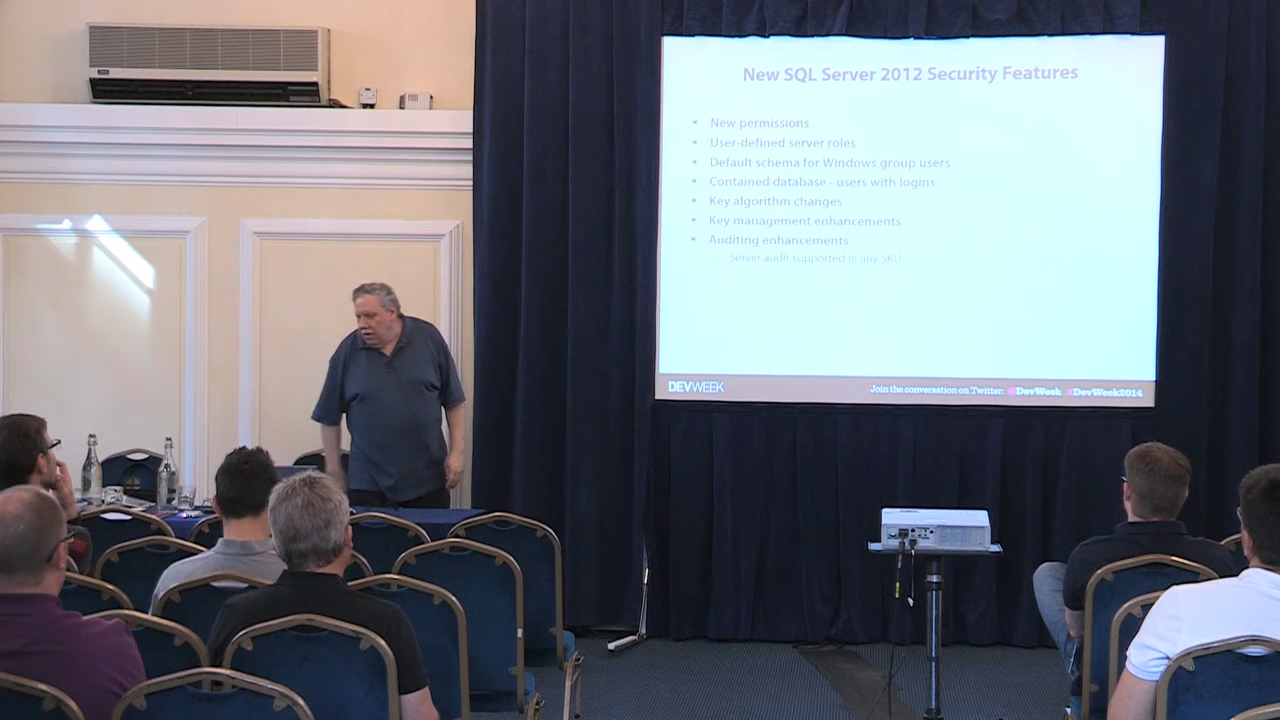 New SQL Server 2012 Security Features
▪ New permissions
▪ User-defined server roles
▪ Default schema for Windows group users
▪ Contained database - users with logins
▪ Key algorithm changes
▪ Key management enhancements
▪ Auditing enhancements
Server audit supported in any SKU
DEVWEEK
Join the conversation on Twitter: @DevWeek #DevWeek2014